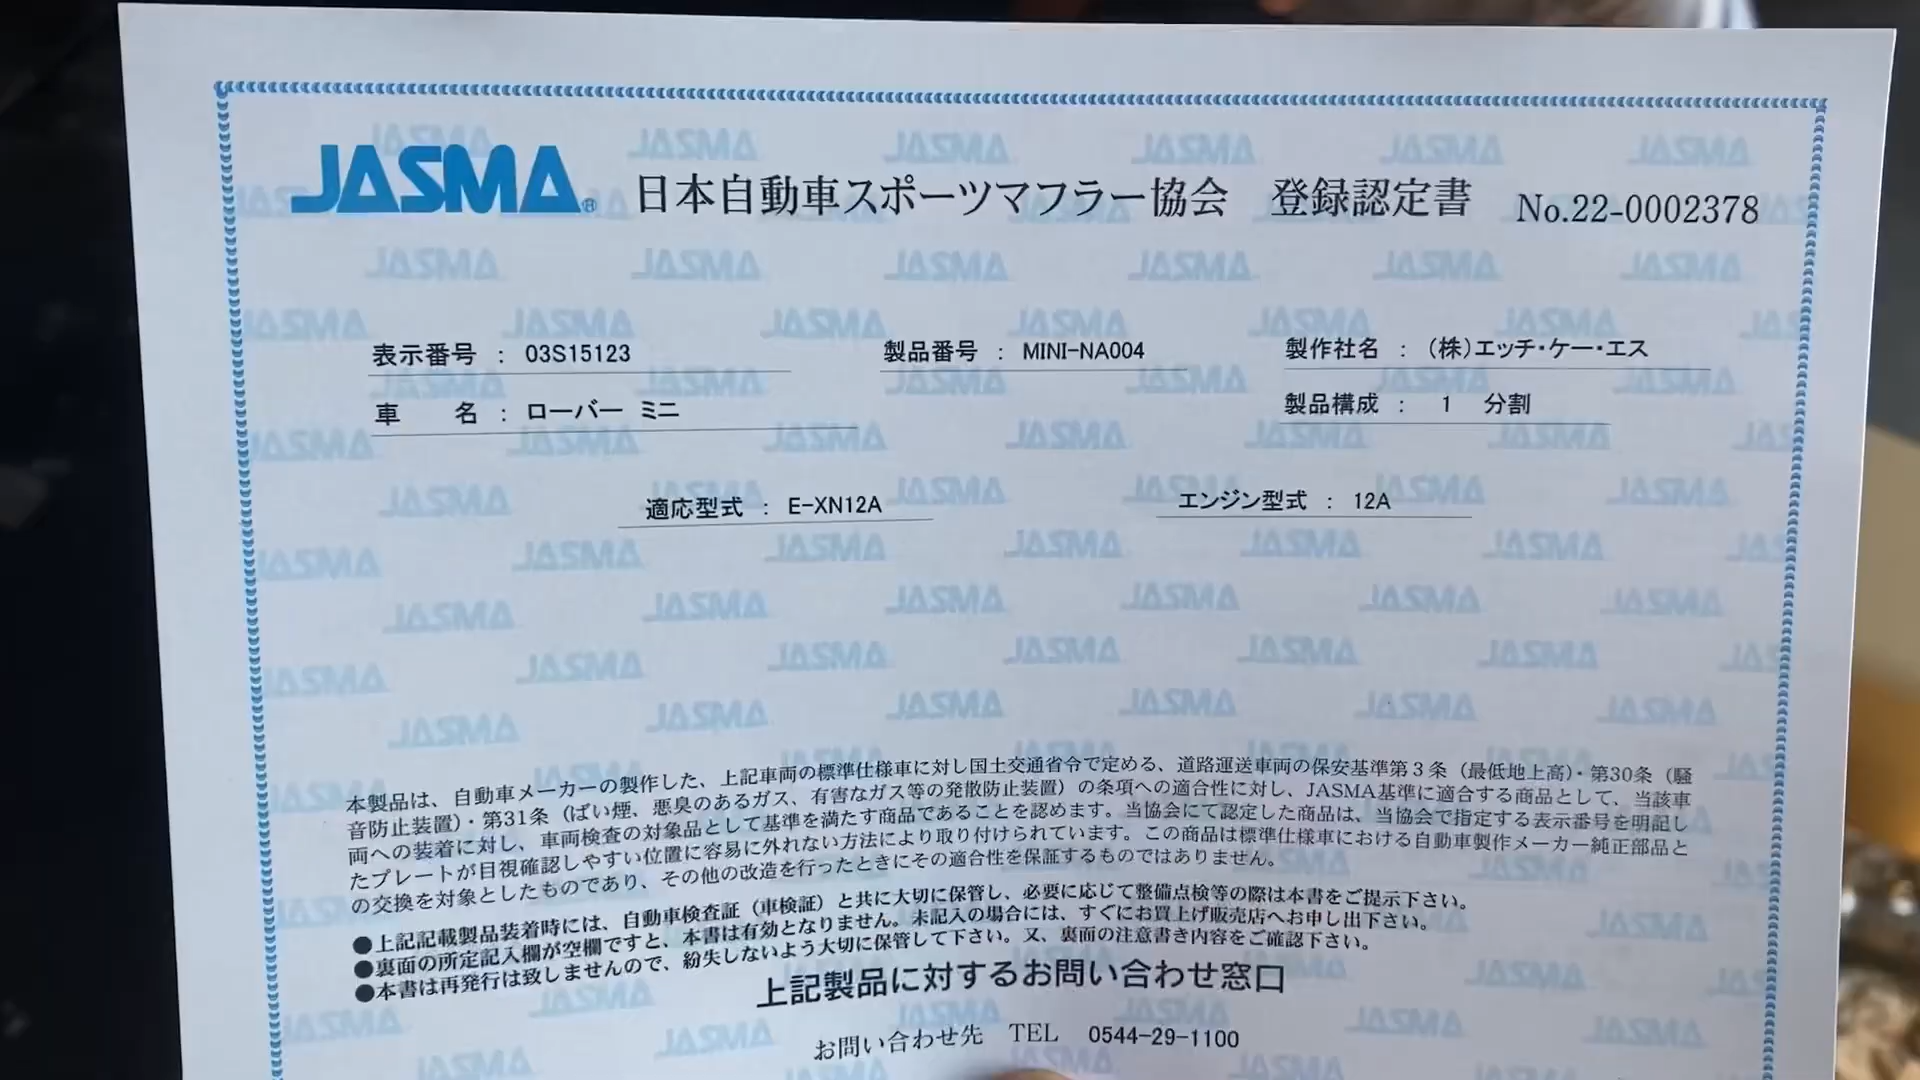 JASMA® 日本自動車スポーツマフラー協会　登録認定書 No.22-0002378
表示番号 ： 03S15123 製品番号 ： MINI-NA004 製作社名 ： （株）エッチ・ケー・エス
車　　名 ： ローバー ミニ 製品構成 ： 1 分割
適応型式 ： E-XN12A エンジン型式 ： 12A
本製品は、自動車メーカーの製作した、上記車両の標準仕様車に対し国土交通省令で定める、道路運送車両の保安基準第３条（最低地上高）・第30条（騒
音防止装置）・第31条（ばい煙、悪臭のあるガス、有害なガス等の発散防止装置）の条項への適合性に対し、JASMA基準に適合する商品として、当該車
両への装着に対し、車両検査の対象品として基準を満たす商品であることを認めます。当協会にて認定した商品は、当協会で指定する表示番号を明記し
たプレートが目視確認しやすい位置に容易に外れない方法により取り付けられています。この商品は標準仕様車における自動車製作メーカー純正部品と
の交換を対象としたものであり、その他の改造を行ったときにその適合性を保証するものではありません。
●上記記載製品装着時には、自動車検査証（車検証）と共に大切に保管し、必要に応じて整備点検等の際は本書をご提示下さい。
●裏面の所定記入欄が空欄ですと、本書は有効となりません。未記入の場合には、すぐにお買上げ販売店へお申し出下さい。
●本書は再発行は致しませんので、紛失しないよう大切に保管して下さい。又、裏面の注意書き内容をご確認下さい。
上記製品に対するお問い合わせ窓口
お問い合わせ先　TEL　0544-29-1100